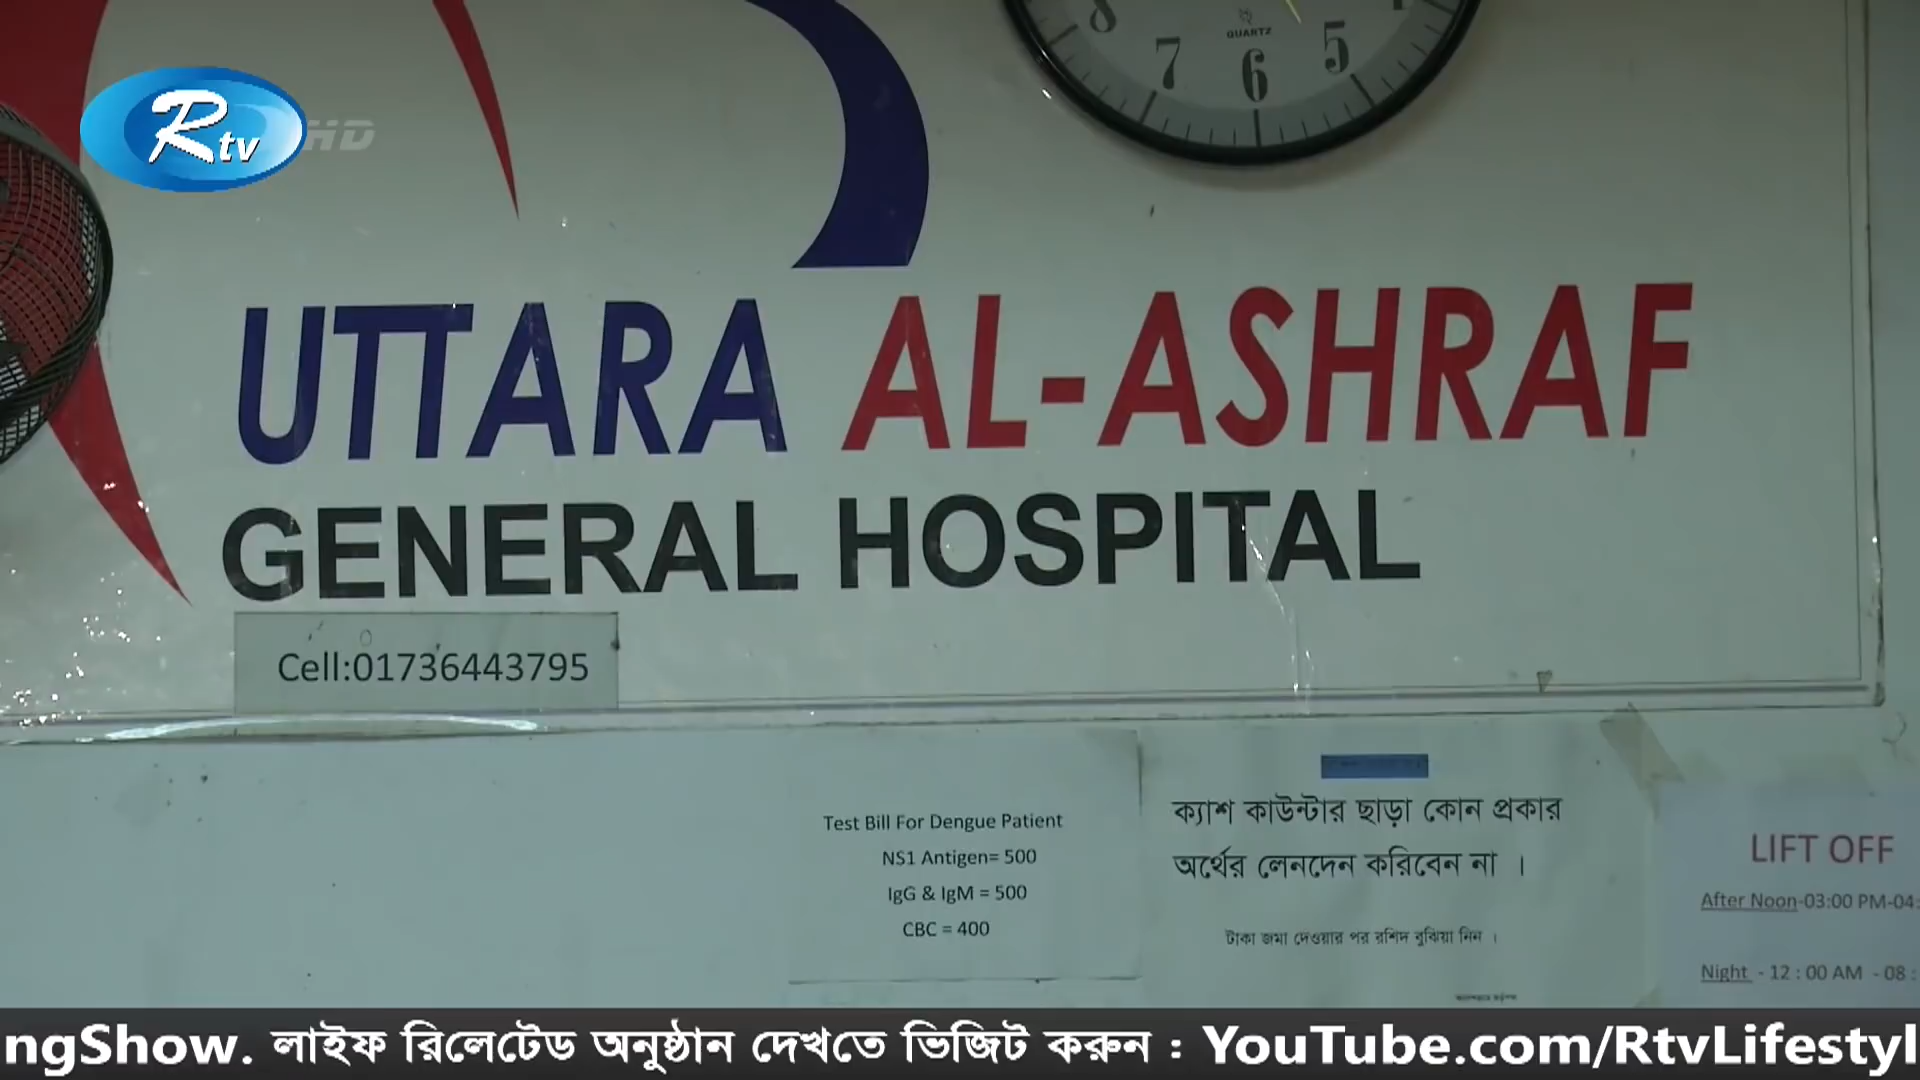 Rtv HD
8 7 6 5
QUARTZ
UTTARA AL-ASHRAF
GENERAL HOSPITAL
Cell:01736443795
Test Bill For Dengue Patient
NS1 Antigen= 500
IgG & IgM = 500
CBC = 400
ক্যাশ কাউন্টার ছাড়া কোন প্রকার
অর্থের লেনদেন করিবেন না ।
টাকা জমা দেওয়ার পর রশিদ বুঝিয়া নিন ।
LIFT OFF
After Noon-03:00 PM-04:
Night - 12 : 00 AM - 08 :
ngShow. লাইফ রিলেটেড অনুষ্ঠান দেখতে ভিজিট করুন : YouTube.com/RtvLifestyl